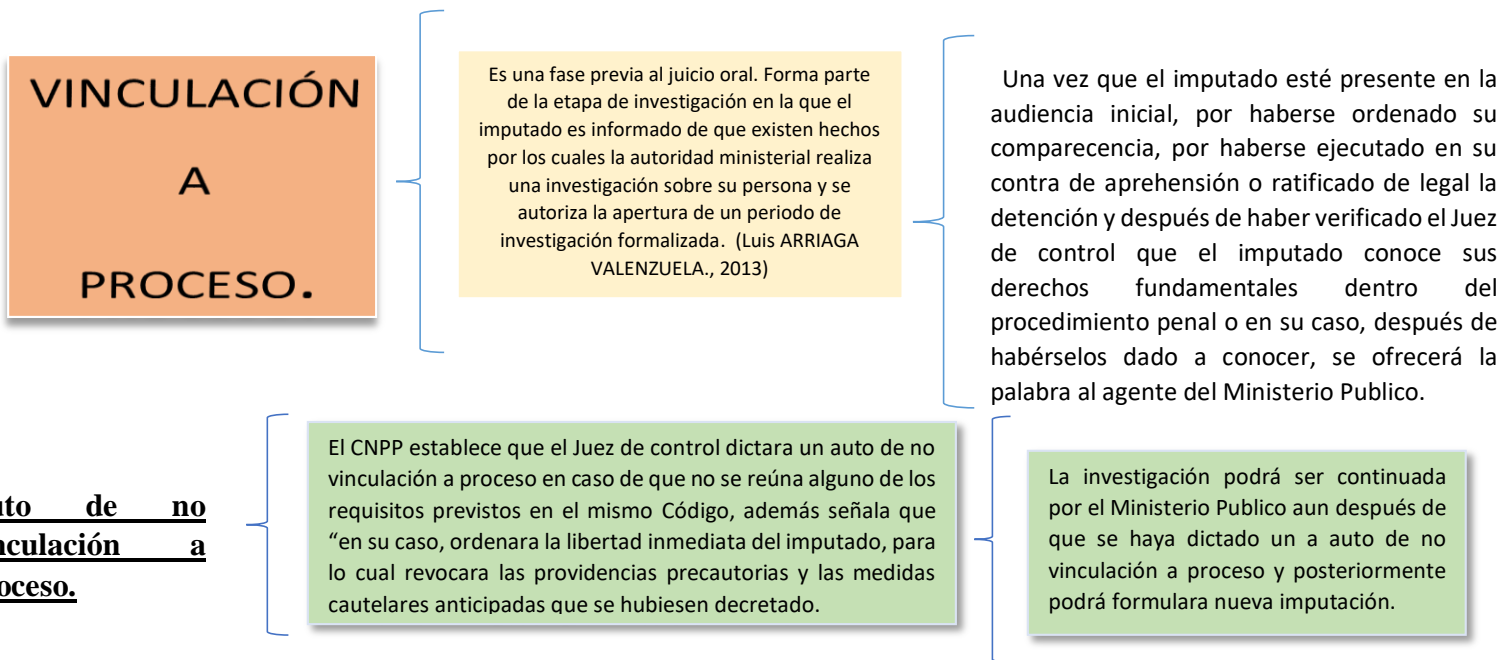 VINCULACIÓN
A
PROCESO.
Es una fase previa al juicio oral. Forma parte
de la etapa de investigación en la que el
imputado es informado de que existen hechos
por los cuales la autoridad ministerial realiza
una investigación sobre su persona y se
autoriza la apertura de un periodo de
investigación formalizada. (Luis ARRIAGA
VALENZUELA., 2013)
Una vez que el imputado esté presente en la
audiencia inicial, por haberse ordenado su
comparecencia, por haberse ejecutado en su
contra de aprehensión o ratificado de legal la
detención y después de haber verificado el Juez
de control que el imputado conoce sus
derechos fundamentales dentro del
procedimiento penal o en su caso, después de
habérselos dado a conocer, se ofrecerá la
palabra al agente del Ministerio Publico.
uto de no
nculación a
oceso.
El CNPP establece que el Juez de control dictara un auto de no
vinculación a proceso en caso de que no se reúna alguno de los
requisitos previstos en el mismo Código, además señala que
“en su caso, ordenara la libertad inmediata del imputado, para
lo cual revocara las providencias precautorias y las medidas
cautelares anticipadas que se hubiesen decretado.
La investigación podrá ser continuada
por el Ministerio Publico aun después de
que se haya dictado un a auto de no
vinculación a proceso y posteriormente
podrá formulara nueva imputación.